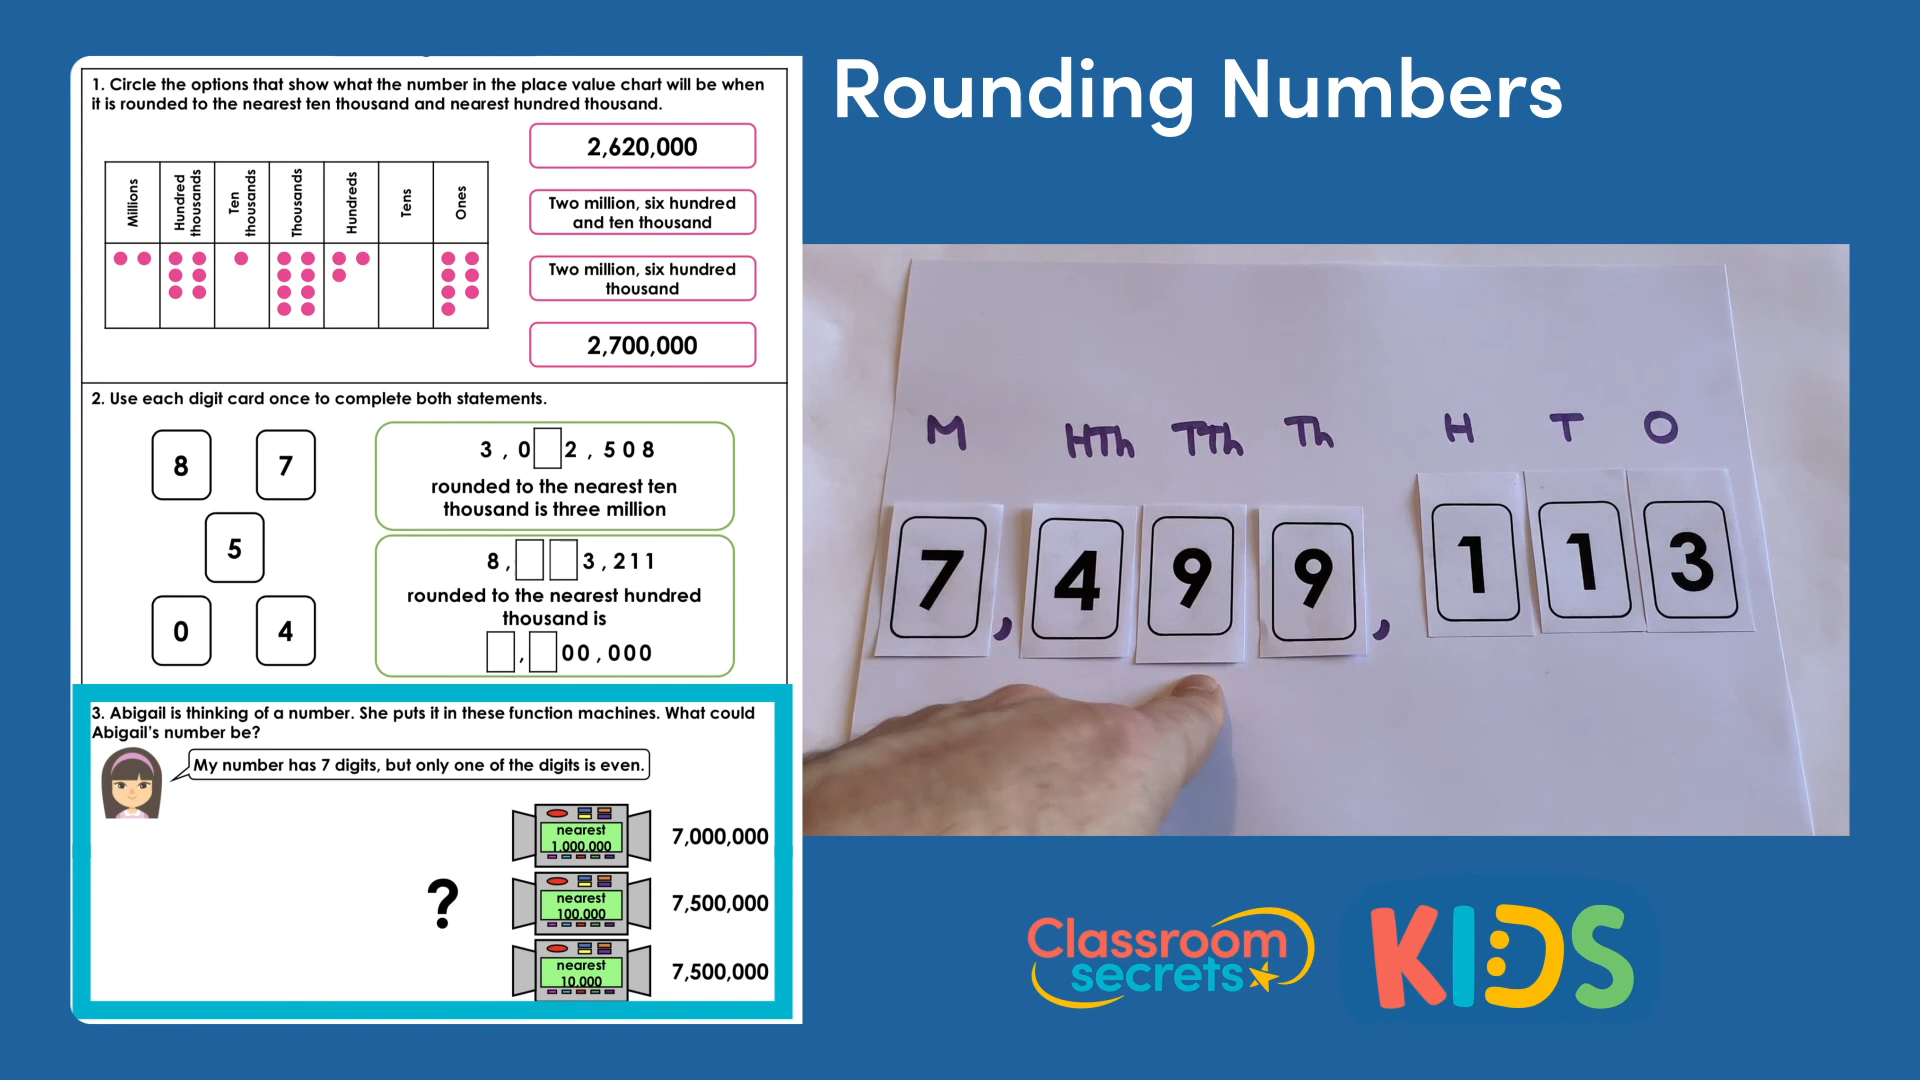 Rounding Numbers
1. Circle the options that show what the number in the place value chart will be when
it is rounded to the nearest ten thousand and nearest hundred thousand.
Millions
Hundred
thousands
Ten
thousands
Thousands
Hundreds
Tens
Ones
2,620,000
Two million, six hundred
and ten thousand
Two million, six hundred
thousand
2,700,000
2. Use each digit card once to complete both statements.
8 7
5
0 4
3 , 0 2 , 5 0 8
rounded to the nearest ten
thousand is three million
8 , 3 , 2 1 1
rounded to the nearest hundred
thousand is
, 0 0 , 0 0 0
3. Abigail is thinking of a number. She puts it in these function machines. What could
Abigail's number be?
My number has 7 digits, but only one of the digits is even.
?
nearest
1,000,000
7,000,000
nearest
100,000
7,500,000
nearest
10,000
7,500,000
M HTh TTh Th H T O
7 , 4 9 9 , 1 1 3
Classroom
secrets
KIDS